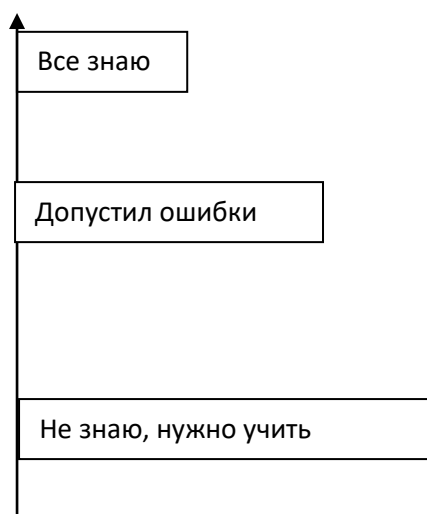 Все знаю
Допустил ошибки
Не знаю, нужно учить